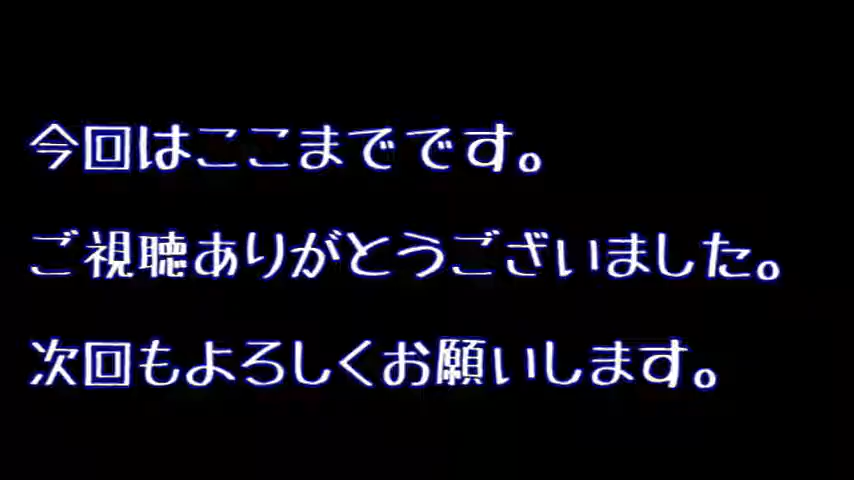 今回はここまでです。
ご視聴ありがとうございました。
次回もよろしくお願いします。